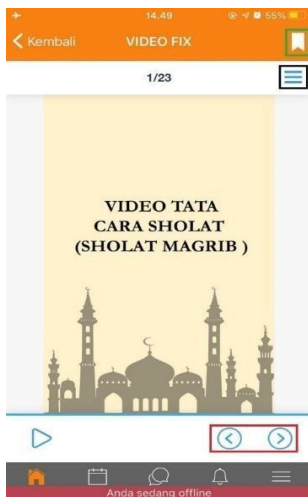 14.49
55%
Kembali
VIDEO FIX
1/23
VIDEO TATA
CARA SHOLAT
(SHOLAT MAGRIB )
Anda sedang offline